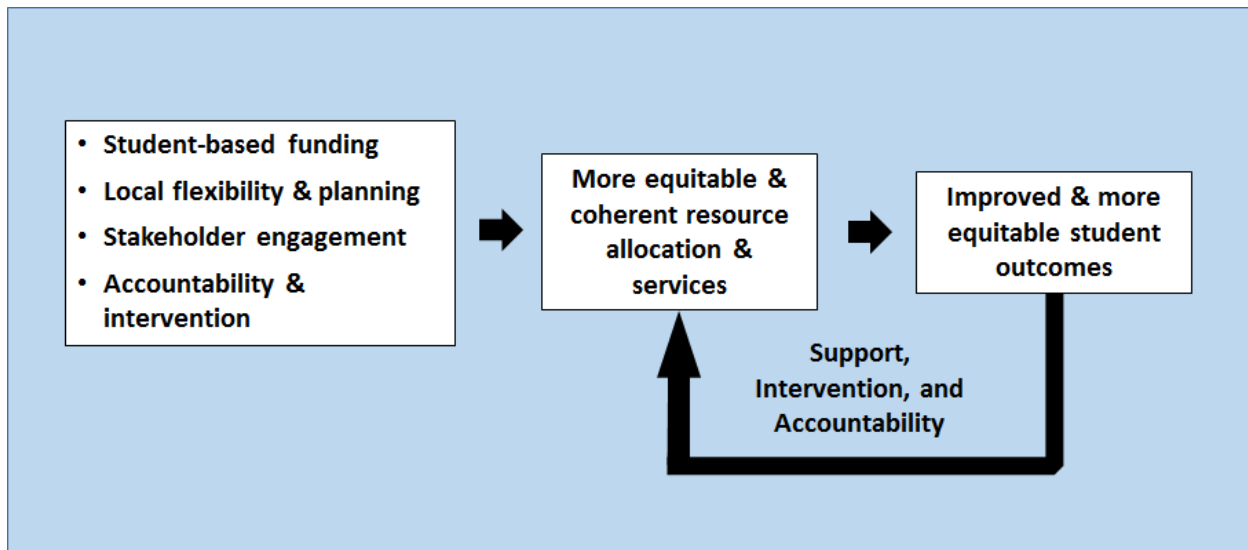 • Student-based funding
• Local flexibility & planning
• Stakeholder engagement
• Accountability &
intervention
More equitable &
coherent resource
allocation &
services
Improved & more
equitable student
outcomes
Support,
Intervention, and
Accountability